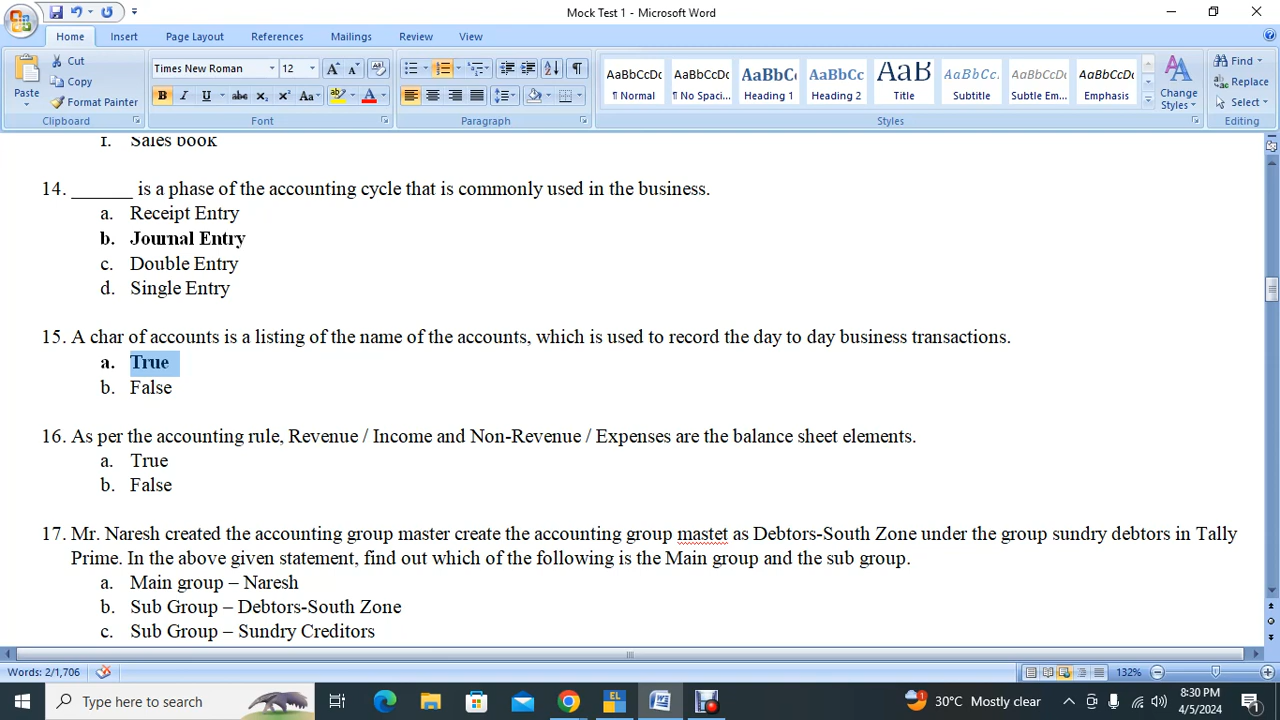 Mock Test 1 - Microsoft Word
Home Insert Page Layout References Mailings Review View
Paste
Cut
Copy
Format Painter
Clipboard
Times New Roman 12
Font
Paragraph
AaBbCcDc AaBbCcDc AaBbC AaBbCc AaB AaBbCc. AaBbCcDc AaBbCcDc
¶ Normal ¶ No Spaci... Heading 1 Heading 2 Title Subtitle Subtle Em... Emphasis
Change Styles
Styles
Find
Replace
Select
Editing
f. Sales book
14. ______ is a phase of the accounting cycle that is commonly used in the business.
a. Receipt Entry
b. Journal Entry
c. Double Entry
d. Single Entry
15. A char of accounts is a listing of the name of the accounts, which is used to record the day to day business transactions.
a. True
b. False
16. As per the accounting rule, Revenue / Income and Non-Revenue / Expenses are the balance sheet elements.
a. True
b. False
17. Mr. Naresh created the accounting group master create the accounting group mastet as Debtors-South Zone under the group sundry debtors in Tally
Prime. In the above given statement, find out which of the following is the Main group and the sub group.
a. Main group – Naresh
b. Sub Group – Debtors-South Zone
c. Sub Group – Sundry Creditors
Words: 2/1,706 132%
Type here to search EL 30°C Mostly clear 8:30 PM
4/5/2024